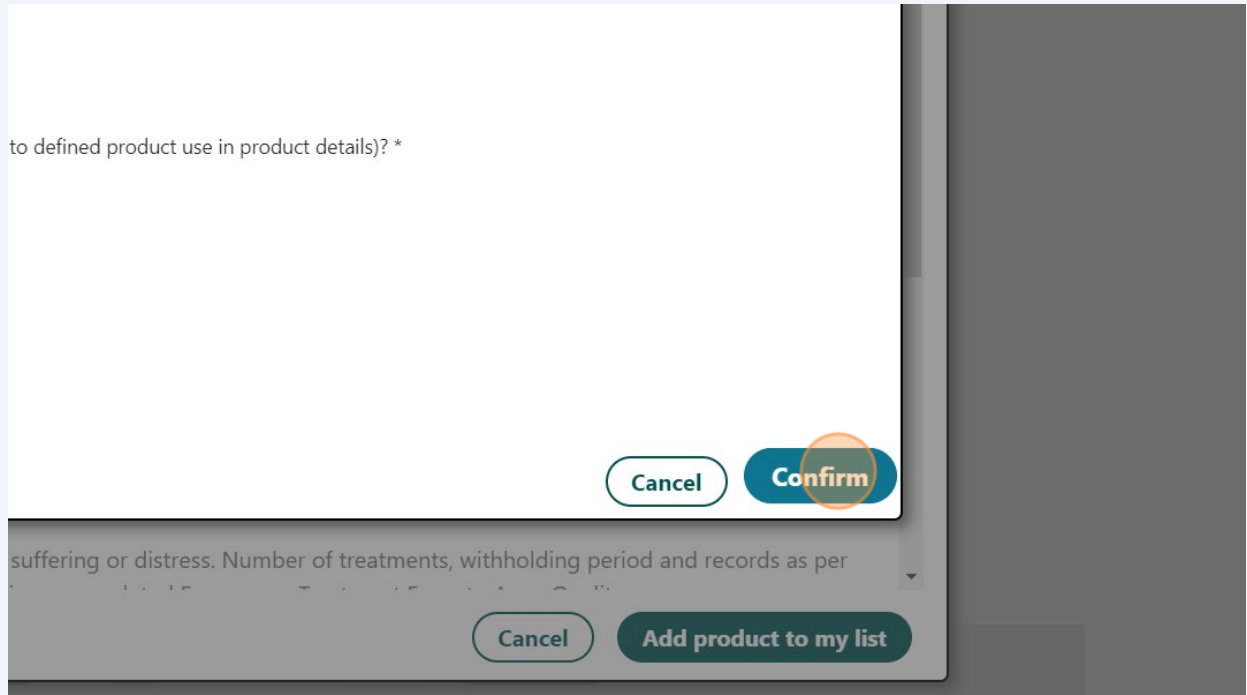 to defined product use in product details)? *
Cancel Confirm
suffering or distress. Number of treatments, withholding period and records as per
Cancel Add product to my list